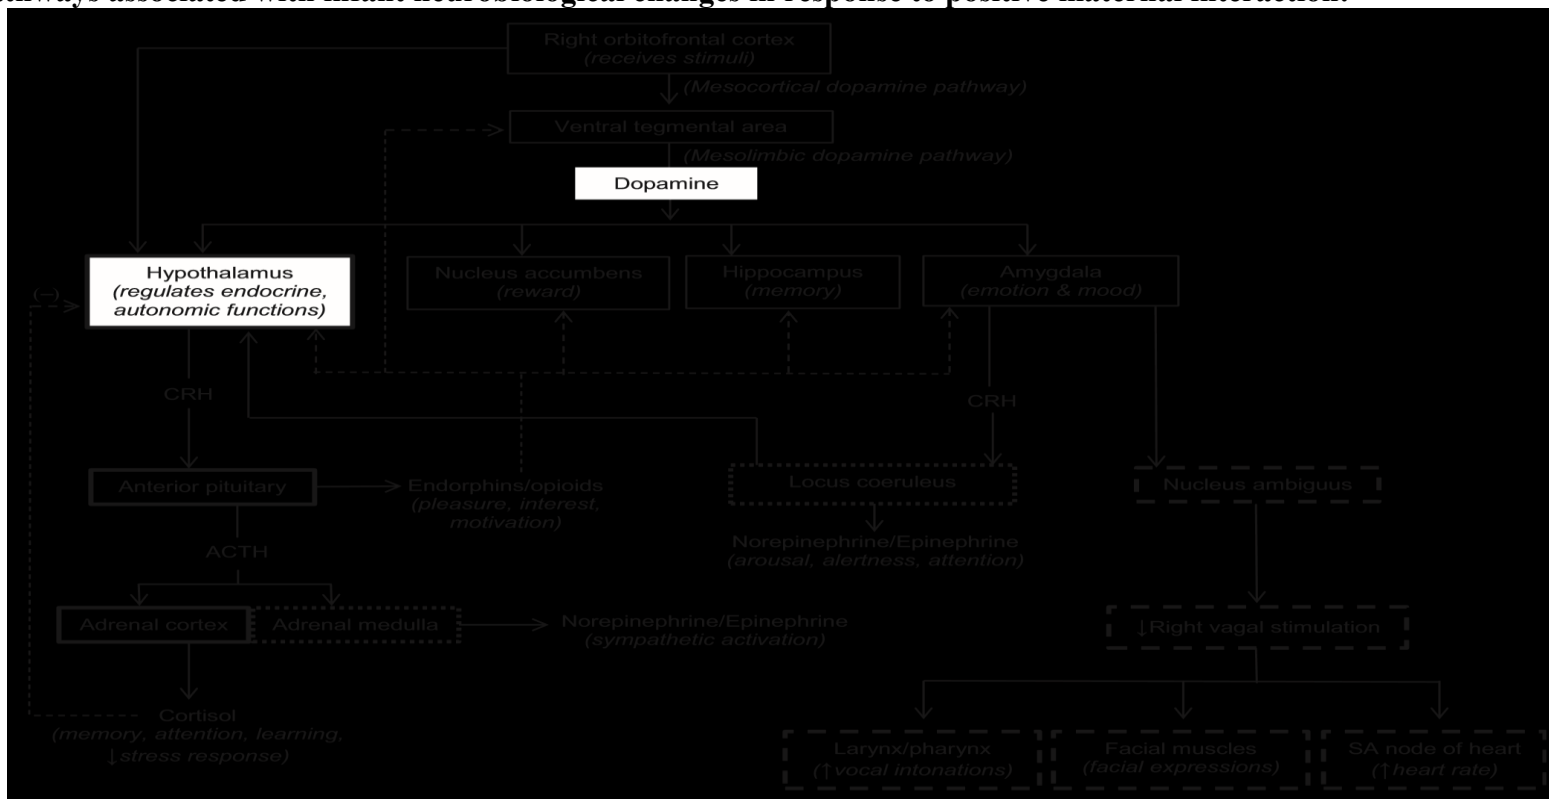 pathways associated with infant neurobiological changes in response to positive maternal interaction.
Right orbitofrontal cortex
(receives stimuli)
(Mesocortical dopamine pathway)
Ventral tegmental area
(Mesolimbic dopamine pathway)
Dopamine
Hypothalamus
(regulates endocrine,
autonomic functions)
Nucleus accumbens
(reward)
Hippocampus
(memory)
Amygdala
(emotion & mood)
(−)
CRH
CRH
Anterior pituitary
Endorphins/opioids
(pleasure, interest,
motivation)
Locus coeruleus
Nucleus ambiguus
Norepinephrine/Epinephrine
(arousal, alertness, attention)
ACTH
Adrenal cortex
Adrenal medulla
Norepinephrine/Epinephrine
(sympathetic activation)
↓Right vagal stimulation
Cortisol
(memory, attention, learning,
↓stress response)
Larynx/pharynx
(↑vocal intonations)
Facial muscles
(facial expressions)
SA node of heart
(↑heart rate)